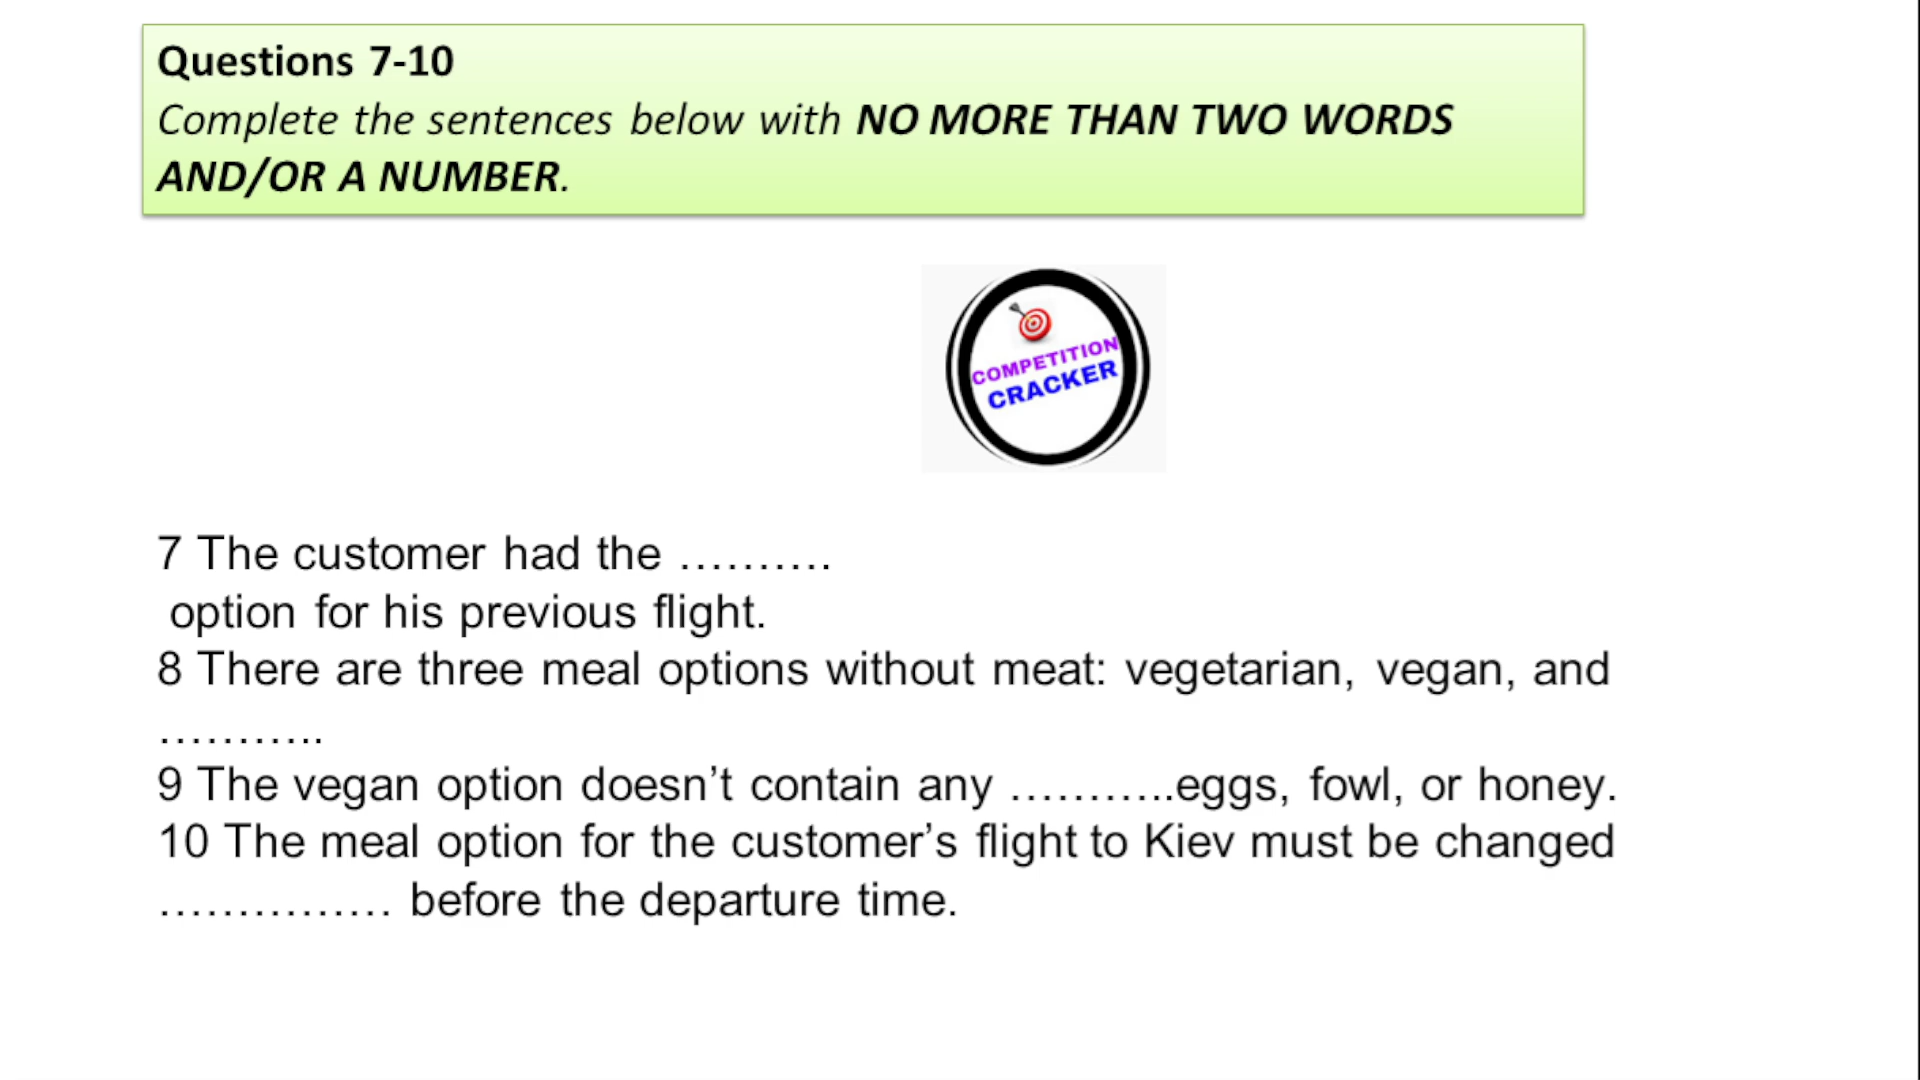 Questions 7-10
Complete the sentences below with NO MORE THAN TWO WORDS
AND/OR A NUMBER.
COMPETITION
CRACKER
7 The customer had the ……….
option for his previous flight.
8 There are three meal options without meat: vegetarian, vegan, and
………..
9 The vegan option doesn’t contain any ………..eggs, fowl, or honey.
10 The meal option for the customer’s flight to Kiev must be changed
…………… before the departure time.